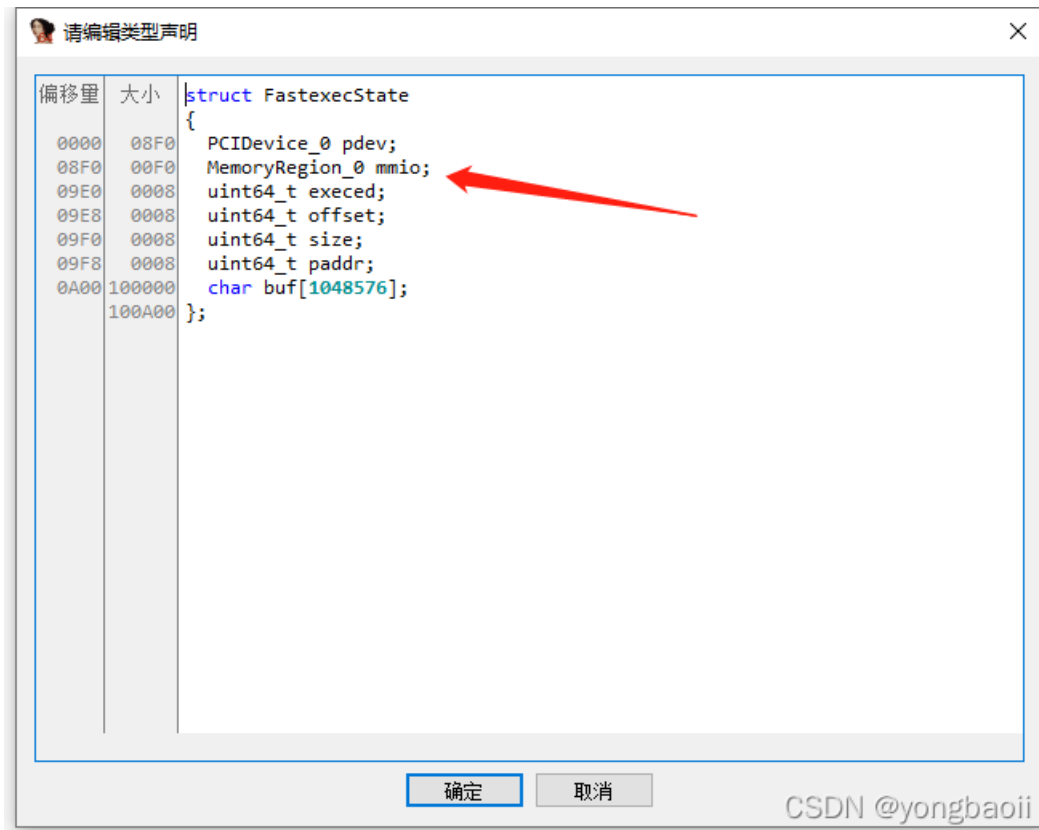 请编辑类型声明
偏移量 大小 struct FastexecState
{
0000 08F0 PCIDevice_0 pdev;
08F0 00F0 MemoryRegion_0 mmio;
09E0 0008 uint64_t execed;
09E8 0008 uint64_t offset;
09F0 0008 uint64_t size;
09F8 0008 uint64_t paddr;
0A00 100000 char buf[1048576];
100A00 };
确定 取消
CSDN @yongbaoii